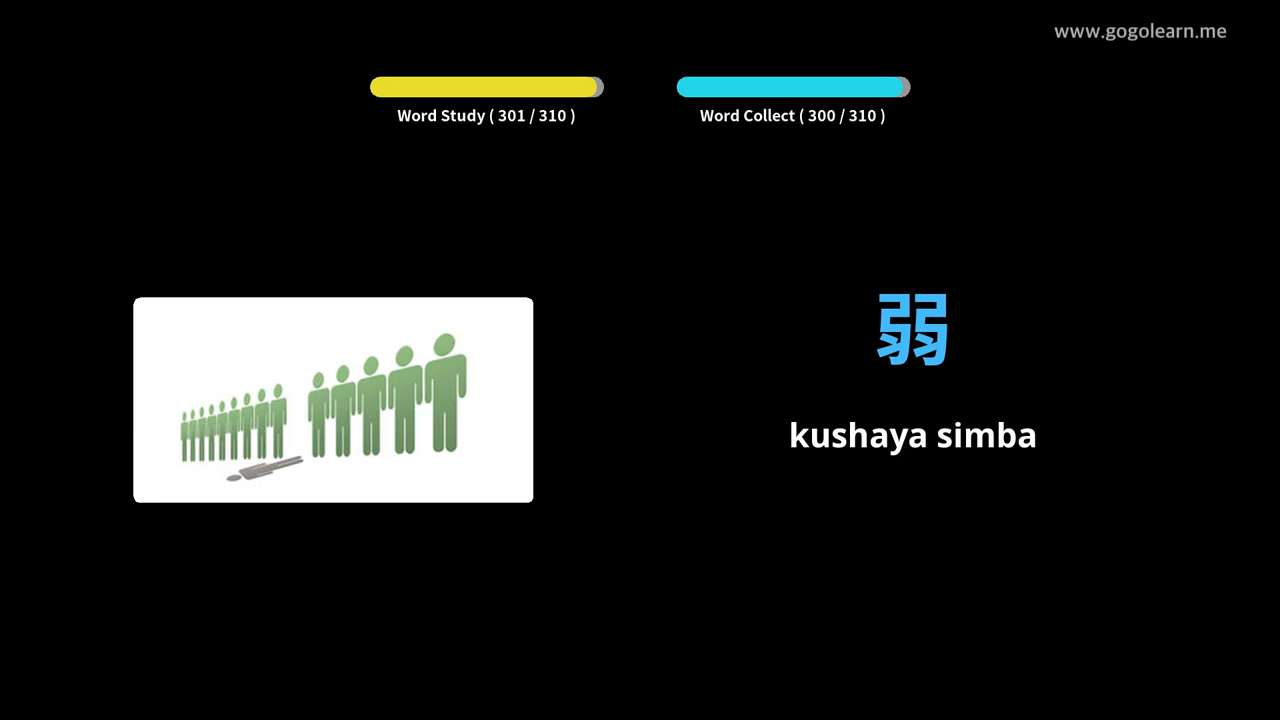 www.gogolearn.me
Word Study ( 301 / 310 )
Word Collect ( 300 / 310 )
弱
kushaya simba